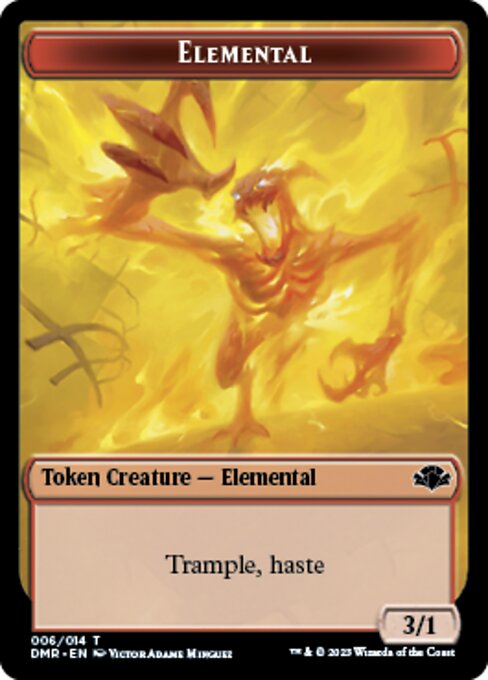 Elemental
Token Creature — Elemental
Trample, haste
3/1
006/014 T
DMR • EN Victor Adame Minguez
™ & © 2023 Wizards of the Coast